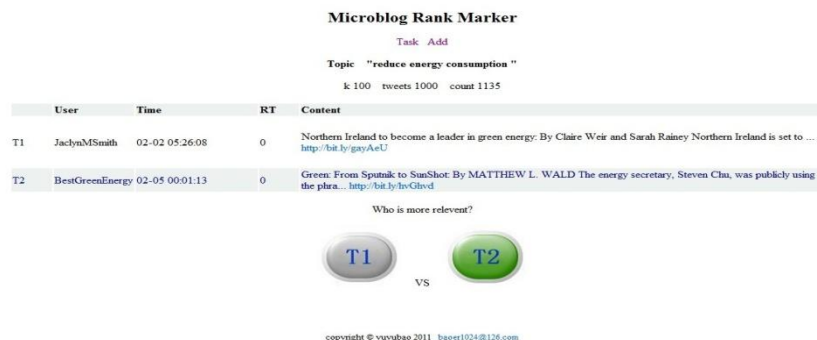 Microblog Rank Marker
Task Add
Topic "reduce energy consumption "
k 100 tweets 1000 count 1135
User Time RT Content
T1 JaclynMSmith 02-02 05:26:08 0 Northern Ireland to become a leader in green energy: By Claire Weir and Sarah Rainey Northern Ireland is set to ...
http://bit.ly/gayAeU
T2 BestGreenEnergy 02-05 00:01:13 0 Green: From Sputnik to SunShot: By MATTHEW L. WALD The energy secretary, Steven Chu, was publicly using
the phra... http://bit.ly/hvGhvd
Who is more relevent?
T1 VS T2
copyright © yuyubao 2011 baoer1024@126.com